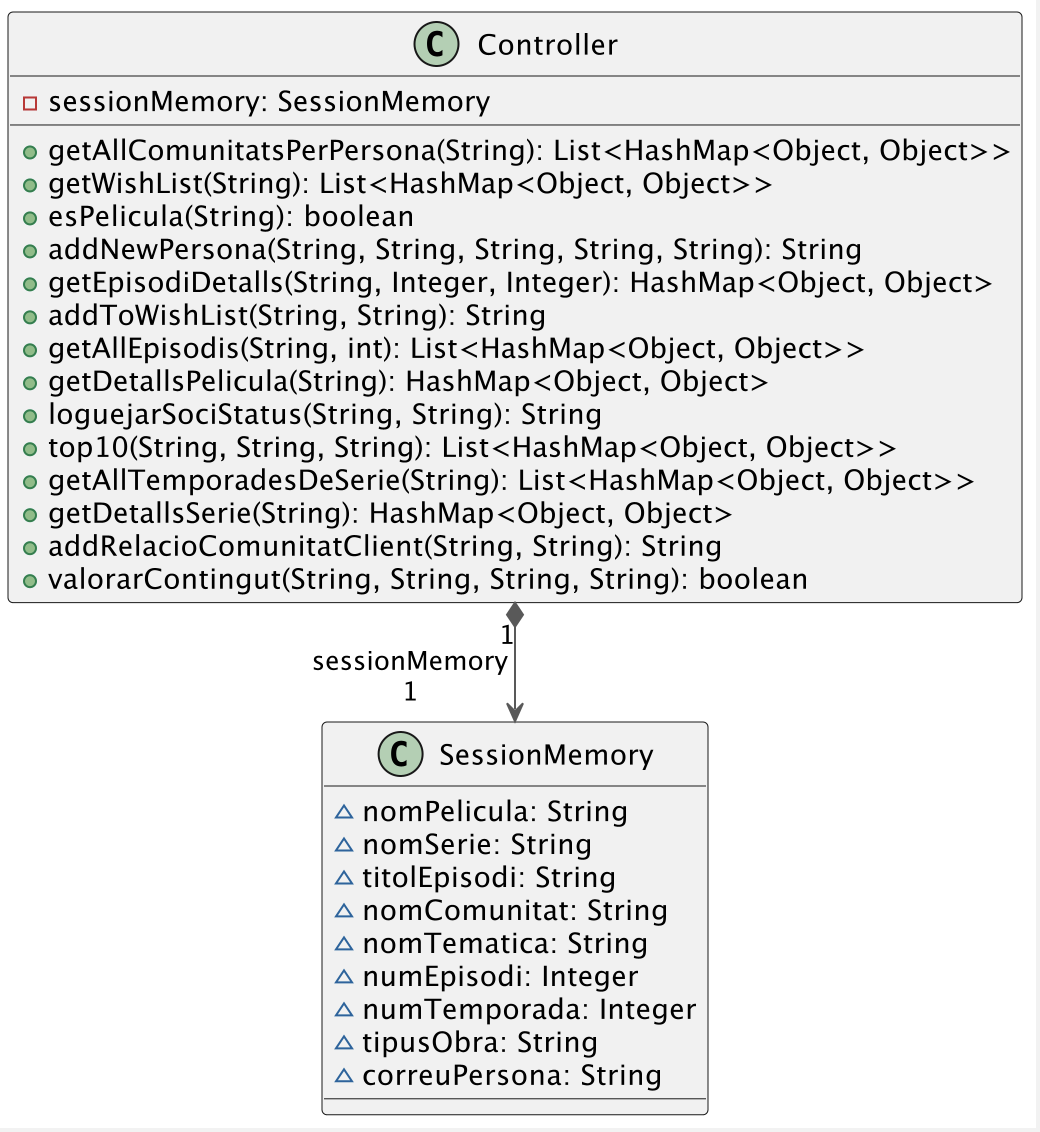 C Controller
sessionMemory: SessionMemory
getAllComunitatsPerPersona(String): List<HashMap<Object, Object>>
getWishList(String): List<HashMap<Object, Object>>
esPelicula(String): boolean
addNewPersona(String, String, String, String, String): String
getEpisodiDetalls(String, Integer, Integer): HashMap<Object, Object>
addToWishList(String, String): String
getAllEpisodis(String, int): List<HashMap<Object, Object>>
getDetallsPelicula(String): HashMap<Object, Object>
loguejarSociStatus(String, String): String
top10(String, String, String): List<HashMap<Object, Object>>
getAllTemporadesDeSerie(String): List<HashMap<Object, Object>>
getDetallsSerie(String): HashMap<Object, Object>
addRelacioComunitatClient(String, String): String
valorarContingut(String, String, String, String): boolean
1
sessionMemory
1
C SessionMemory
nomPelicula: String
nomSerie: String
titolEpisodi: String
nomComunitat: String
nomTematica: String
numEpisodi: Integer
numTemporada: Integer
tipusObra: String
correuPersona: String